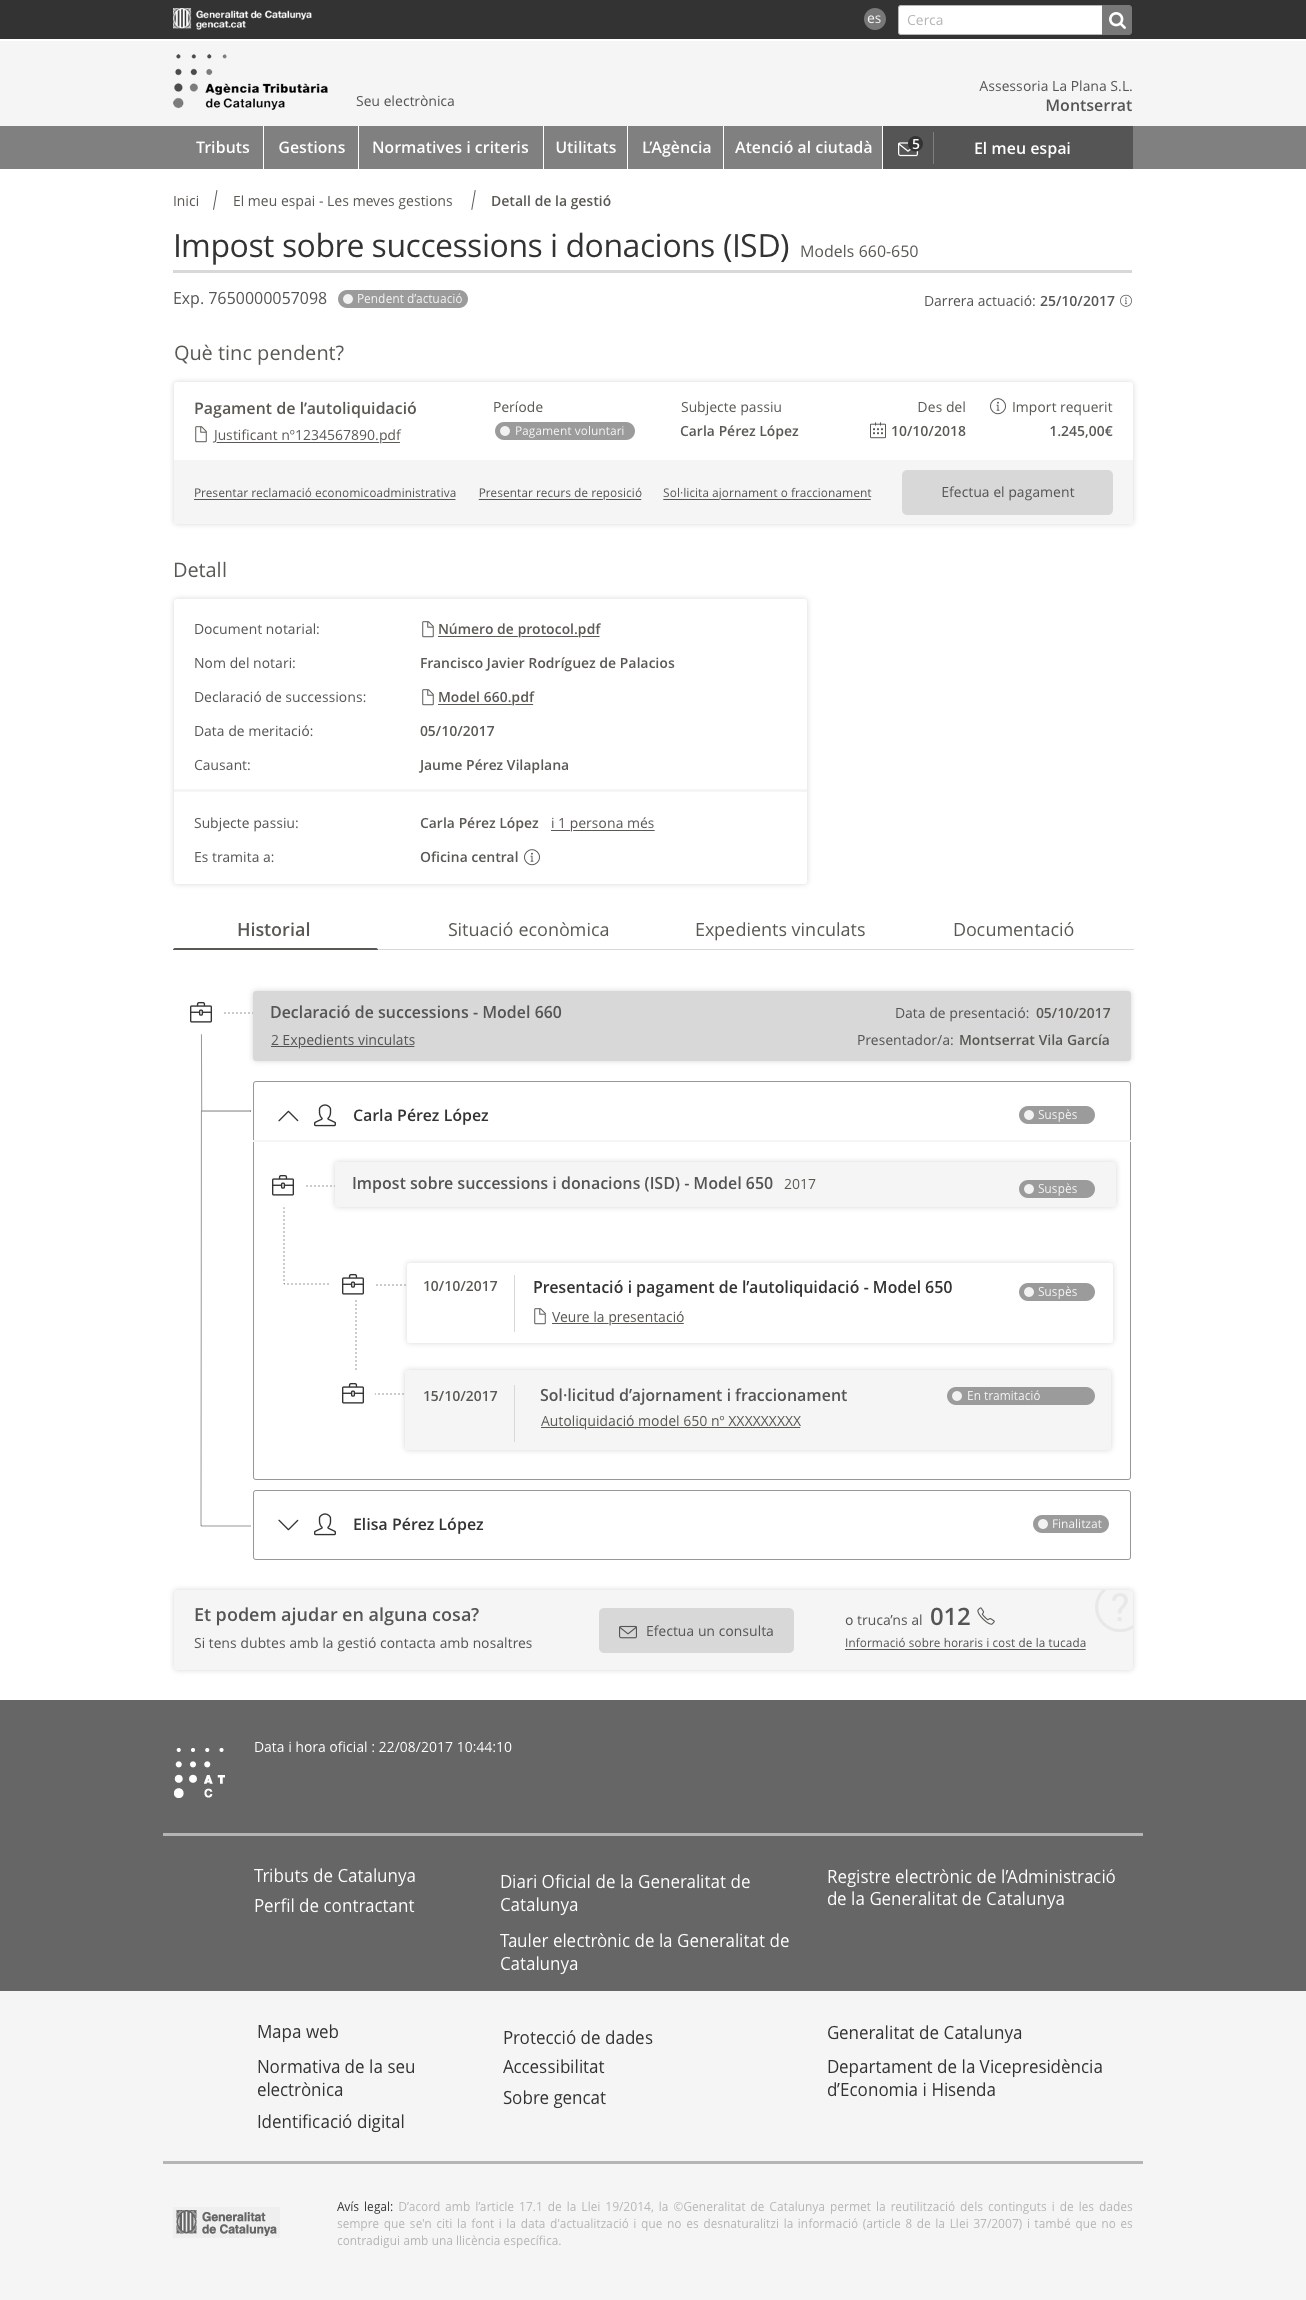 Generalitat de Catalunya
gencat.cat
es
Cerca
Agència Tributària
de Catalunya
Seu electrònica
Assessoria La Plana S.L.
Montserrat
Tributs
Gestions
Normatives i criteris
Utilitats
L’Agència
Atenció al ciutadà
5
El meu espai
Inici / El meu espai - Les meves gestions / Detall de la gestió
Impost sobre successions i donacions (ISD) Models 660-650
Exp. 7650000057098 Pendent d’actuació
Darrera actuació: 25/10/2017
Què tinc pendent?
Pagament de l’autoliquidació
Justificant nº1234567890.pdf
Període
Pagament voluntari
Subjecte passiu
Carla Pérez López
Des del
10/10/2018
Import requerit
1.245,00€
Presentar reclamació economicoadministrativa
Presentar recurs de reposició
Sol·licita ajornament o fraccionament
Efectua el pagament
Detall
Document notarial: Número de protocol.pdf
Nom del notari: Francisco Javier Rodríguez de Palacios
Declaració de successions: Model 660.pdf
Data de meritació: 05/10/2017
Causant: Jaume Pérez Vilaplana
Subjecte passiu: Carla Pérez López i 1 persona més
Es tramita a: Oficina central
Historial
Situació econòmica
Expedients vinculats
Documentació
Declaració de successions - Model 660
Data de presentació: 05/10/2017
2 Expedients vinculats
Presentador/a: Montserrat Vila García
Carla Pérez López
Suspès
Impost sobre successions i donacions (ISD) - Model 650 2017
Suspès
10/10/2017
Presentació i pagament de l’autoliquidació - Model 650
Suspès
Veure la presentació
15/10/2017
Sol·licitud d’ajornament i fraccionament
En tramitació
Autoliquidació model 650 nº XXXXXXXXX
Elisa Pérez López
Finalitzat
Et podem ajudar en alguna cosa?
Si tens dubtes amb la gestió contacta amb nosaltres
Efectua un consulta
o truca’ns al 012
Informació sobre horaris i cost de la tucada
?
Data i hora oficial : 22/08/2017 10:44:10
A T
C
Tributs de Catalunya
Perfil de contractant
Diari Oficial de la Generalitat de
Catalunya
Tauler electrònic de la Generalitat de
Catalunya
Registre electrònic de l’Administració
de la Generalitat de Catalunya
Mapa web
Normativa de la seu
electrònica
Identificació digital
Protecció de dades
Accessibilitat
Sobre gencat
Generalitat de Catalunya
Departament de la Vicepresidència
d’Economia i Hisenda
Generalitat
de Catalunya
Avís legal: D’acord amb l’article 17.1 de la Llei 19/2014, la ©Generalitat de Catalunya permet la reutilització dels continguts i de les dades
sempre que se'n citi la font i la data d'actualització i que no es desnaturalitzi la informació (article 8 de la Llei 37/2007) i també que no es
contradigui amb una llicència específica.